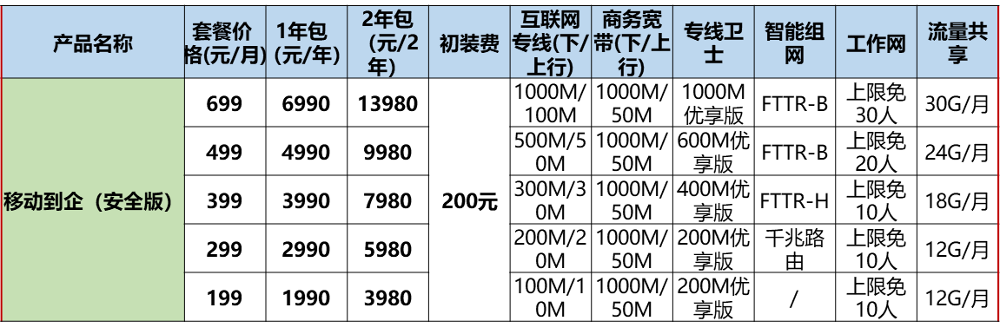 产品名称
套餐价
格(元/月)
1年包
(元/年)
2年包
(元/2
年)
初装费
互联网
专线(下/
上行)
商务宽
带(下/上
行)
专线卫
士
智能组
网
工作网
流量共
享
移动到企（安全版）
699
6990
13980
200元
1000M/
100M
1000M/
50M
1000M
优享版
FTTR-B
上限免
30人
30G/月
499
4990
9980
500M/5
0M
1000M/
50M
600M优
享版
FTTR-B
上限免
20人
24G/月
399
3990
7980
300M/3
0M
1000M/
50M
400M优
享版
FTTR-H
上限免
10人
18G/月
299
2990
5980
200M/2
0M
1000M/
50M
200M优
享版
千兆路
由
上限免
10人
12G/月
199
1990
3980
100M/1
0M
1000M/
50M
200M优
享版
/
上限免
10人
12G/月